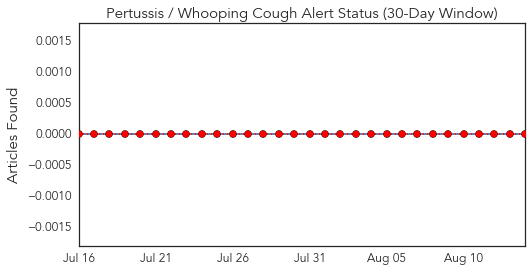 Pertussis / Whooping Cough Alert Status (30-Day Window)
Articles Found
0.0015
0.0010
0.0005
0.0000
−0.0005
−0.0010
−0.0015
Jul 16 Jul 21 Jul 26 Jul 31 Aug 05 Aug 10